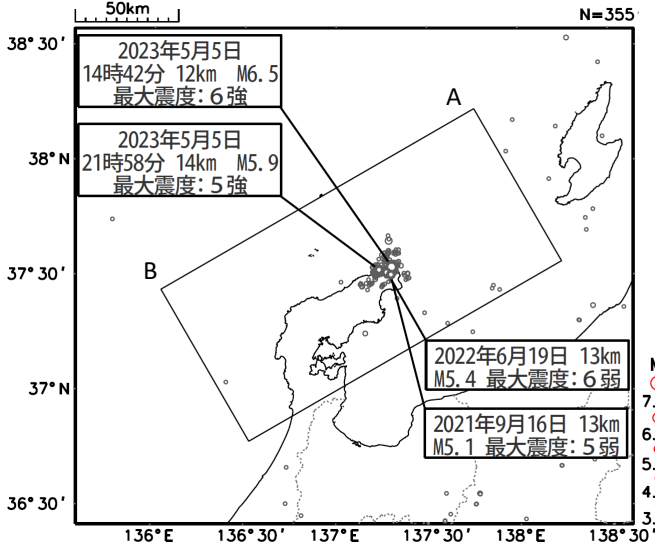 50km
N=355
38°30′
2023年5月5日
14時42分 12km M6.5
最大震度：６強
A
2023年5月5日
21時58分 14km M5.9
最大震度：５強
38°N
B
37°30′
2022年6月19日 13km
M5.4 最大震度：６弱
37°N
2021年9月16日 13km
M5.1 最大震度：５弱
M
7.
6.
5.
4.
3.
36°30′
136°E
136°30′
137°E
137°30′
138°E
138°30′